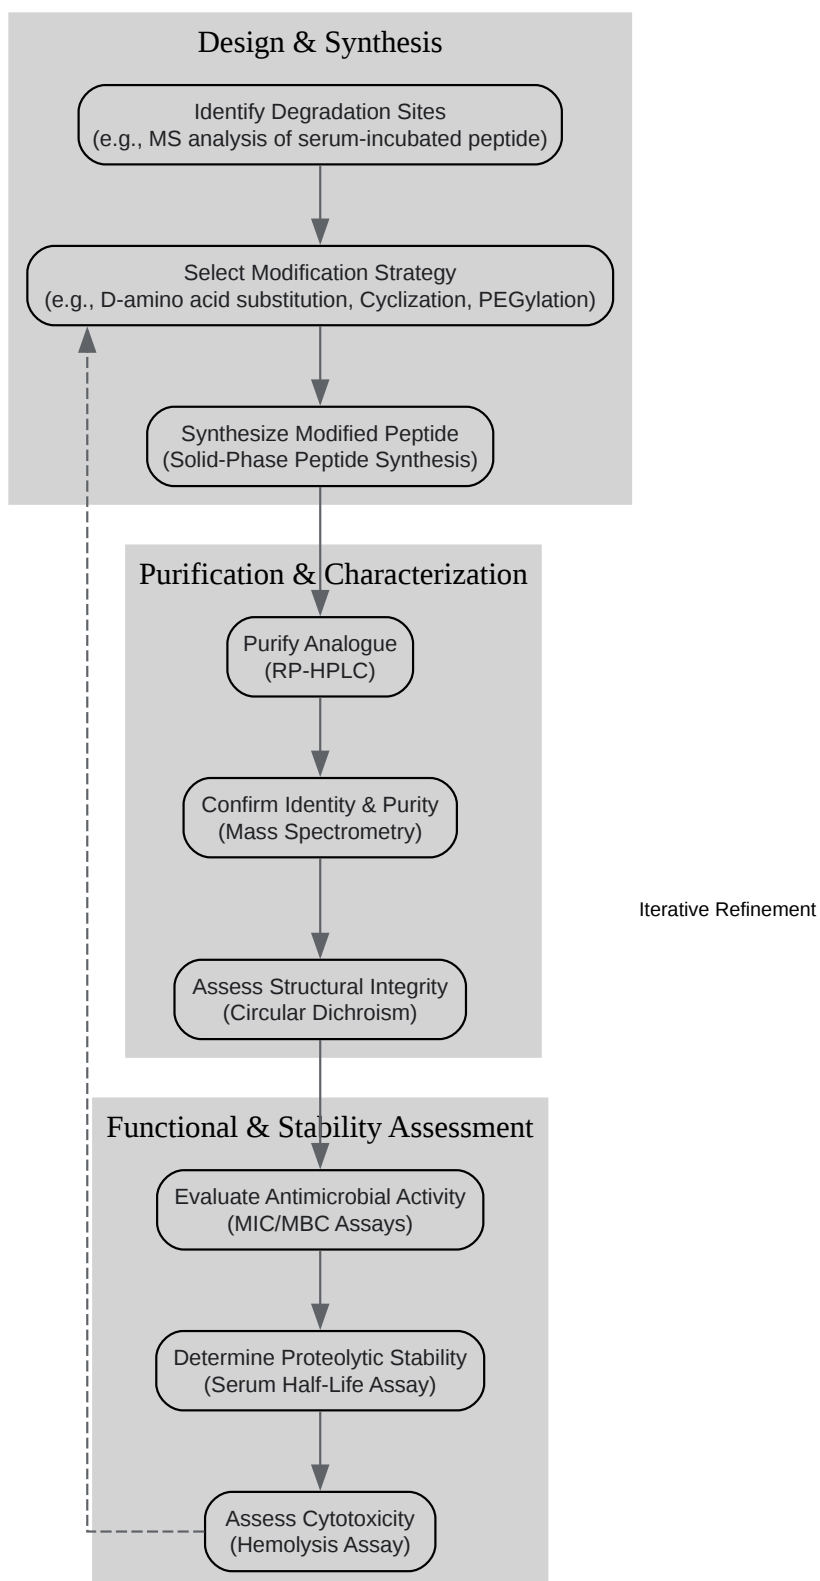 Design & Synthesis
Identify Degradation Sites
(e.g., MS analysis of serum-incubated peptide)
Select Modification Strategy
(e.g., D-amino acid substitution, Cyclization, PEGylation)
Synthesize Modified Peptide
(Solid-Phase Peptide Synthesis)
Purification & Characterization
Purify Analogue
(RP-HPLC)
Confirm Identity & Purity
(Mass Spectrometry)
Iterative Refinement
Assess Structural Integrity
(Circular Dichroism)
Functional & Stability Assessment
Evaluate Antimicrobial Activity
(MIC/MBC Assays)
Determine Proteolytic Stability
(Serum Half-Life Assay)
Assess Cytotoxicity
(Hemolysis Assay)